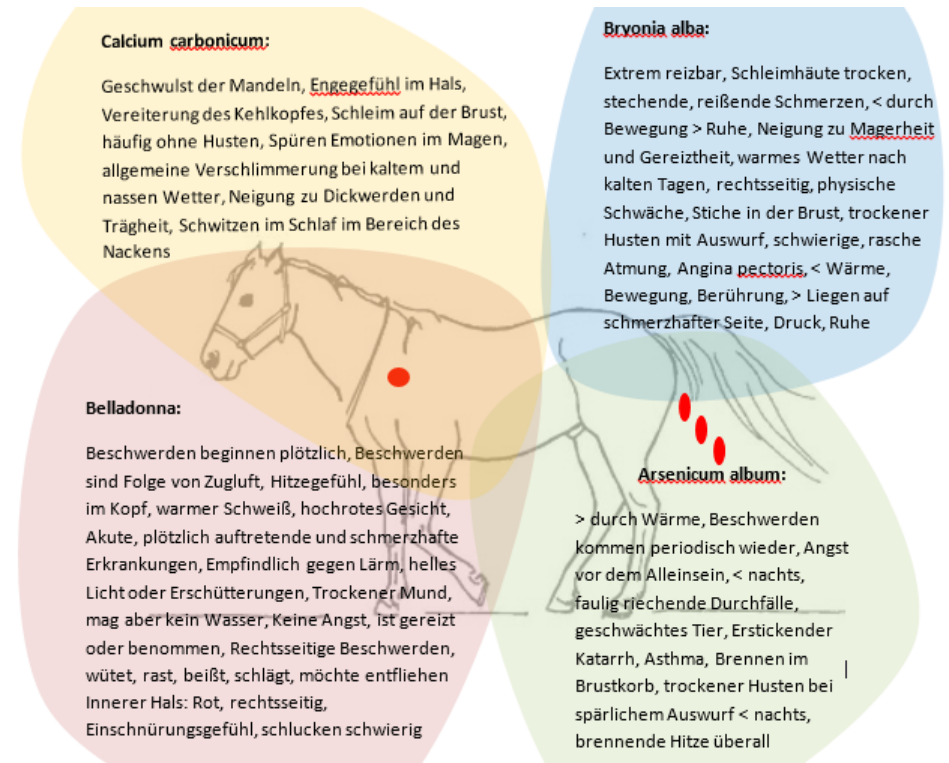 Calcium carbonicum:
Geschwulst der Mandeln, Engegefühl im Hals,
Vereiterung des Kehlkopfes, Schleim auf der Brust,
häufig ohne Husten, Spüren Emotionen im Magen,
allgemeine Verschlimmerung bei kaltem und
nassen Wetter, Neigung zu Dickwerden und
Trägheit, Schwitzen im Schlaf im Bereich des
Nackens
Bryonia alba:
Extrem reizbar, Schleimhäute trocken,
stechende, reißende Schmerzen, < durch
Bewegung > Ruhe, Neigung zu Magerheit
und Gereiztheit, warmes Wetter nach
kalten Tagen, rechtsseitig, physische
Schwäche, Stiche in der Brust, trockener
Husten mit Auswurf, schwierige, rasche
Atmung, Angina pectoris, < Wärme,
Bewegung, Berührung, > Liegen auf
schmerzhafter Seite, Druck, Ruhe
Belladonna:
Beschwerden beginnen plötzlich, Beschwerden
sind Folge von Zugluft, Hitzegefühl, besonders
im Kopf, warmer Schweiß, hochrotes Gesicht,
Akute, plötzlich auftretende und schmerzhafte
Erkrankungen, Empfindlich gegen Lärm, helles
Licht oder Erschütterungen, Trockener Mund,
mag aber kein Wasser, Keine Angst, ist gereizt
oder benommen, Rechtsseitige Beschwerden,
wütet, rast, beißt, schlägt, möchte entfliehen
Innerer Hals: Rot, rechtsseitig,
Einschnürungsgefühl, schlucken schwierig
Arsenicum album:
> durch Wärme, Beschwerden
kommen periodisch wieder, Angst
vor dem Alleinsein, < nachts,
faulig riechende Durchfälle,
geschwächtes Tier, Erstickender
Katarrh, Asthma, Brennen im
Brustkorb, trockener Husten bei
spärlichem Auswurf < nachts,
brennende Hitze überall